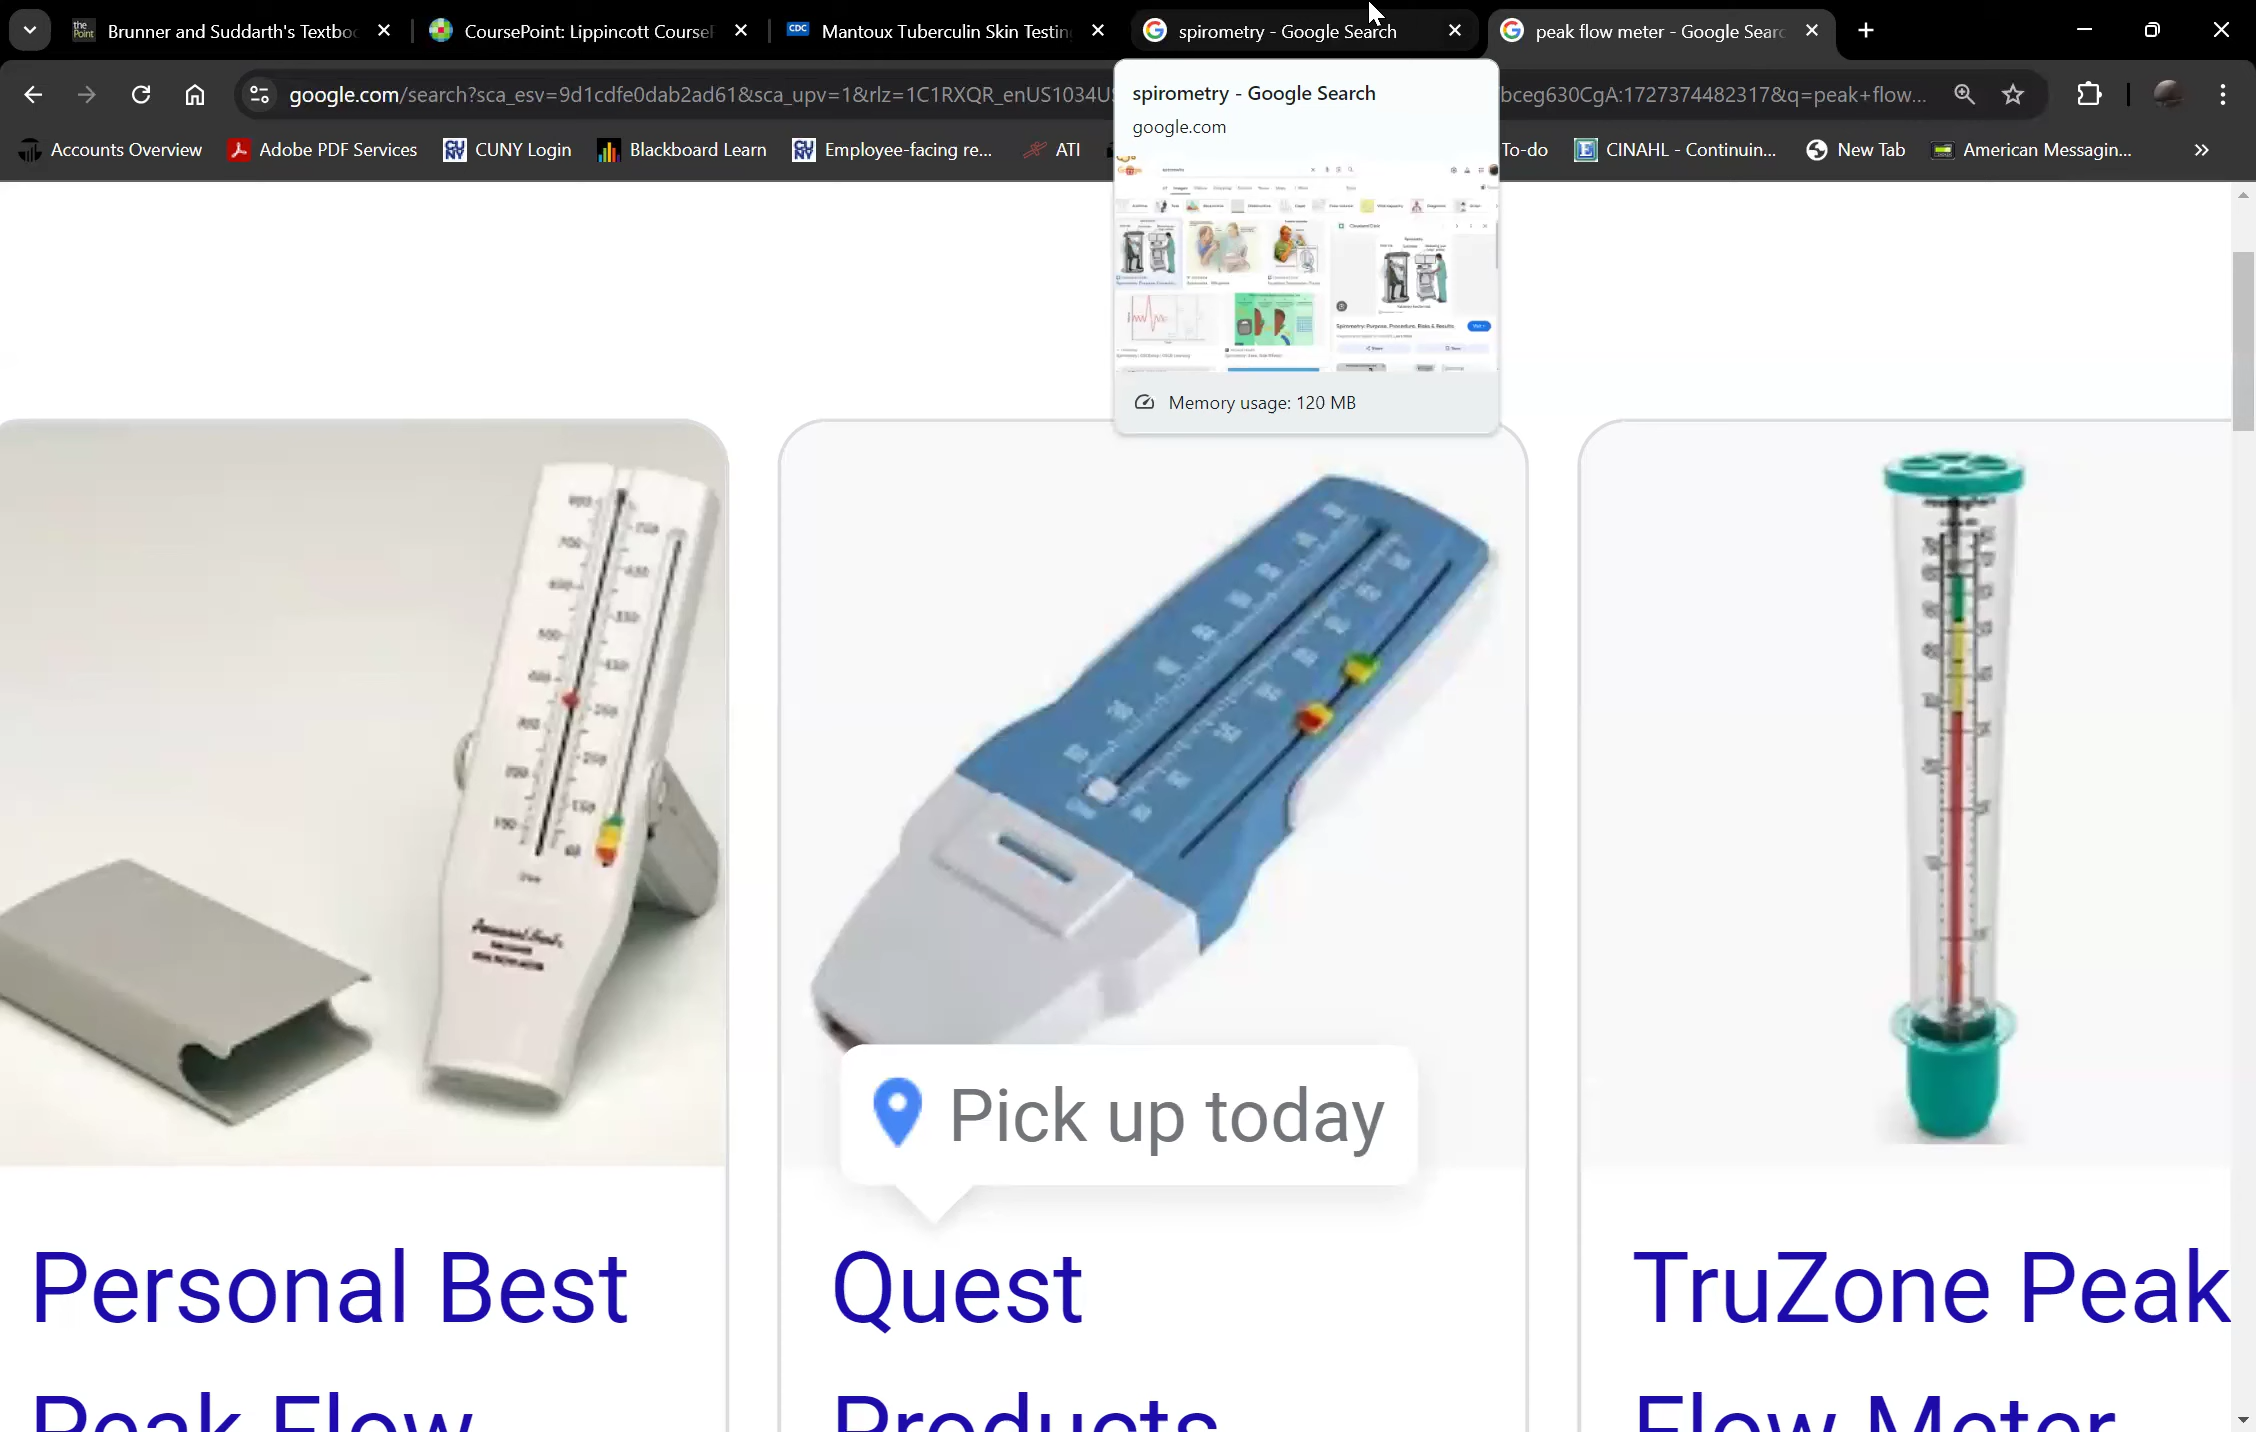 Brunner and Suddarth's Textbo
CoursePoint: Lippincott Course
CDC
Mantoux Tuberculin Skin Testin
spirometry - Google Search
peak flow meter - Google Sear
google.com/search?sca_esv=9d1cdfe0dab2ad61&sca_upv=1&rlz=1C1RXQR_enUS1034U
bceg630CgA:1727374482317&q=peak+flow...
Accounts Overview
Adobe PDF Services
CUNY Login
Blackboard Learn
Employee-facing re...
ATI
To-do
CINAHL - Continuin...
New Tab
American Messagin...
spirometry - Google Search
google.com
Memory usage: 120 MB
Pick up today
Personal Best
Peak Flow
Quest
Products
TruZone Peak
Flow Meter